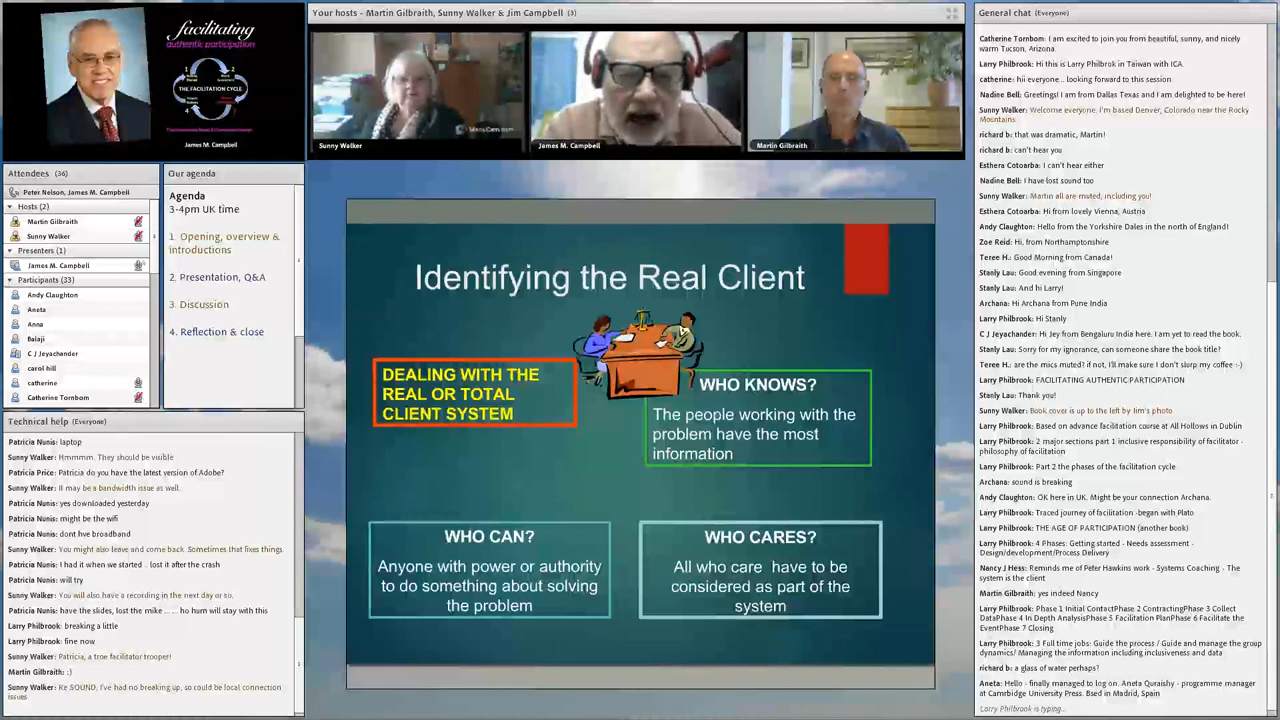 facilitating
authentic participation
1
2
THE FACILITATION CYCLE
4
James M. Campbell
Your hosts - Martin Gilbraith, Sunny Walker & Jim Campbell (3)
Sunny Walker
James M. Campbell
Martin Gilbraith
Attendees (36)
Peter Nelson, James M. Campbell
Hosts (2)
Martin Gilbraith
Sunny Walker
Presenters (1)
James M. Campbell
Participants (33)
Andy Claughton
Aneta
Anna
Balaji
C J Jeyachander
carol hill
catherine
Catherine Tornbom
Our agenda
Agenda
3-4pm UK time
1. Opening, overview &
introductions
2. Presentation, Q&A
3. Discussion
4. Reflection & close
Technical help (Everyone)
Patricia Nunis: laptop
Sunny Walker: Hmmmm. They should be visible
Patricia Price: Patricia do you have the latest version of Adobe?
Sunny Walker: It may be a bandwidth issue as well.
Patricia Nunis: yes downloaded yesterday
Patricia Nunis: might be the wifi
Patricia Nunis: dont hve broadband
Sunny Walker: You might also leave and come back. Sometimes that fixes things.
Patricia Nunis: I had it when we started .. lost it after the crash
Patricia Nunis: will try
Sunny Walker: You will also have a recording in the next day or so.
Patricia Nunis: have the slides, lost the mike ... ... ho hum will stay with this
Larry Philbrook: breaking a little
Larry Philbrook: fine now
Sunny Walker: Patricia, a troe facilitator trooper!
Martin Gilbraith: :)
Sunny Walker: Re SOUND, I've had no breaking up, so could be local connection
issues
Identifying the Real Client
DEALING WITH THE
REAL OR TOTAL
CLIENT SYSTEM
WHO KNOWS?
The people working with the
problem have the most
information
WHO CAN?
Anyone with power or authority
to do something about solving
the problem
WHO CARES?
All who care have to be
considered as part of the
system
General chat (Everyone)
Catherine Tornbom: I am excited to join you from beautiful, sunny, and nicely
warm Tucson, Arizona.
Larry Philbrook: Hi this is Larry Philbrok in Taiwan with ICA.
catherine: hii everyone .. looking forward to this session
Nadine Bell: Greetings! I am from Dallas Texas and I am delighted to be here!
Sunny Walker: Welcome everyone. I'm based Denver, Colorado near the Rocky
Mountains.
richard b: that was dramatic, Martin!
richard b: can't hear you
Esthera Cotoarba: I can't hear either
Nadine Bell: I have lost sound too
Sunny Walker: Martin all are muted, including you!
Esthera Cotoarba: Hi from lovely Vienna, Austria
Andy Claughton: Hello from the Yorkshire Dales in the north of England!
Zoe Reid: Hi, from Northamptonshire
Teree H.: Good Morning from Canada!
Stanly Lau: Good evening from Singapore
Stanly Lau: And hi Larry!
Archana: Hi Archana from Pune India
Larry Philbrook: Hi Stanly
C J Jeyachander: Hi Jey from Bengaluru India here. I am yet to read the book.
Stanly Lau: Sorry for my ignorance, can someone share the book title?
Teree H.: are the mics muted? if not, I'll make sure I don't slurp my coffee :-)
Larry Philbrook: FACILITATING AUTHENTIC PARTICIPATION
Stanly Lau: Thank you!
Sunny Walker: Book cover is up to the left by Jim's photo
Larry Philbrook: Based on advance facilitation course at All Hollows in Dublin
Larry Philbrook: 2 major sections part 1 inclusive responsibility of facilitator -
philosophy of facilitation
Larry Philbrook: Part 2 the phases of the facilitation cycle
Archana: sound is breaking
Andy Claughton: OK here in UK. Might be your connection Archana.
Larry Philbrook: Traced journey of facilitation -began with Plato
Larry Philbrook: THE AGE OF PARTICIPATION (another book)
Larry Philbrook: 4 Phases: Getting started - Needs assessment -
Design/development/Process Delivery
Nancy J Hess: Reminds me of Peter Hawkins work - Systems Coaching - The
system is the client
Martin Gilbraith: yes indeed Nancy
Larry Philbrook: Phase 1 Initial ContactPhase 2 ContractingPhase 3 Collect
DataPhase 4 In Depth AnalysisPhase 5 Facilitation PlanPhase 6 Facilitate the
EventPhase 7 Closing
Larry Philbrook: 3 Full time jobs: Guide the process / Guide and manage the group
dynamics/ Managing the information including inclusiveness and data
richard b: a glass of water perhaps?
Aneta: Hello - finally managed to log on. Aneta Quraishy - programme manager
at Cambridge University Press. Bsed in Madrid, Spain
Larry Philbrook is typing...